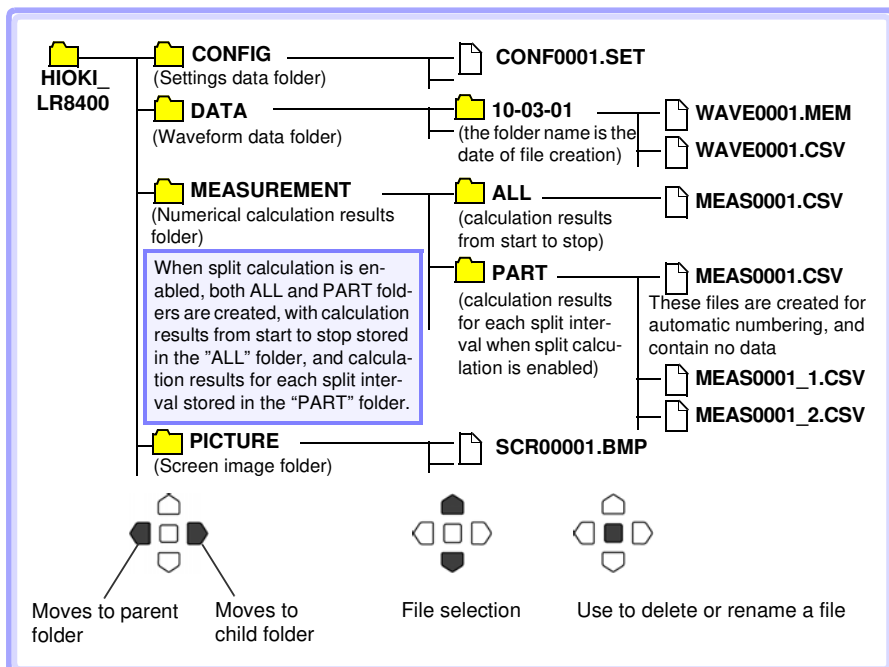 HIOKI_
LR8400
CONFIG
(Settings data folder)
CONF0001.SET
DATA
(Waveform data folder)
10-03-01
(the folder name is the
date of file creation)
WAVE0001.MEM
WAVE0001.CSV
MEASUREMENT
(Numerical calculation results
folder)
When split calculation is en-
abled, both ALL and PART fold-
ers are created, with calculation
results from start to stop stored
in the ”ALL” folder, and calcula-
tion results for each split inter-
val stored in the “PART” folder.
ALL
(calculation results
from start to stop)
MEAS0001.CSV
PART
(calculation results
for each split inter-
val when split calcu-
lation is enabled)
MEAS0001.CSV
These files are created for
automatic numbering, and
contain no data
MEAS0001_1.CSV
MEAS0001_2.CSV
PICTURE
(Screen image folder)
SCR00001.BMP
Moves to parent
folder
Moves to
child folder
File selection
Use to delete or rename a file